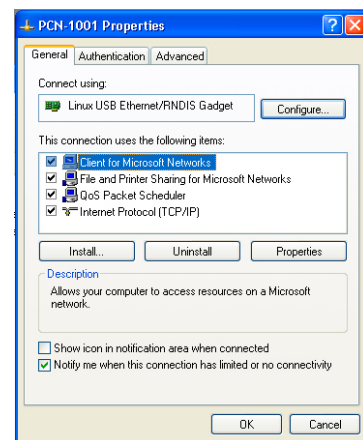 PCN-1001 Properties
General Authentication Advanced
Connect using:
Linux USB Ethernet/RNDIS Gadget Configure...
This connection uses the following items:
Client for Microsoft Networks
File and Printer Sharing for Microsoft Networks
QoS Packet Scheduler
Internet Protocol (TCP/IP)
Install... Uninstall Properties
Description
Allows your computer to access resources on a Microsoft
network.
Show icon in notification area when connected
Notify me when this connection has limited or no connectivity
OK Cancel